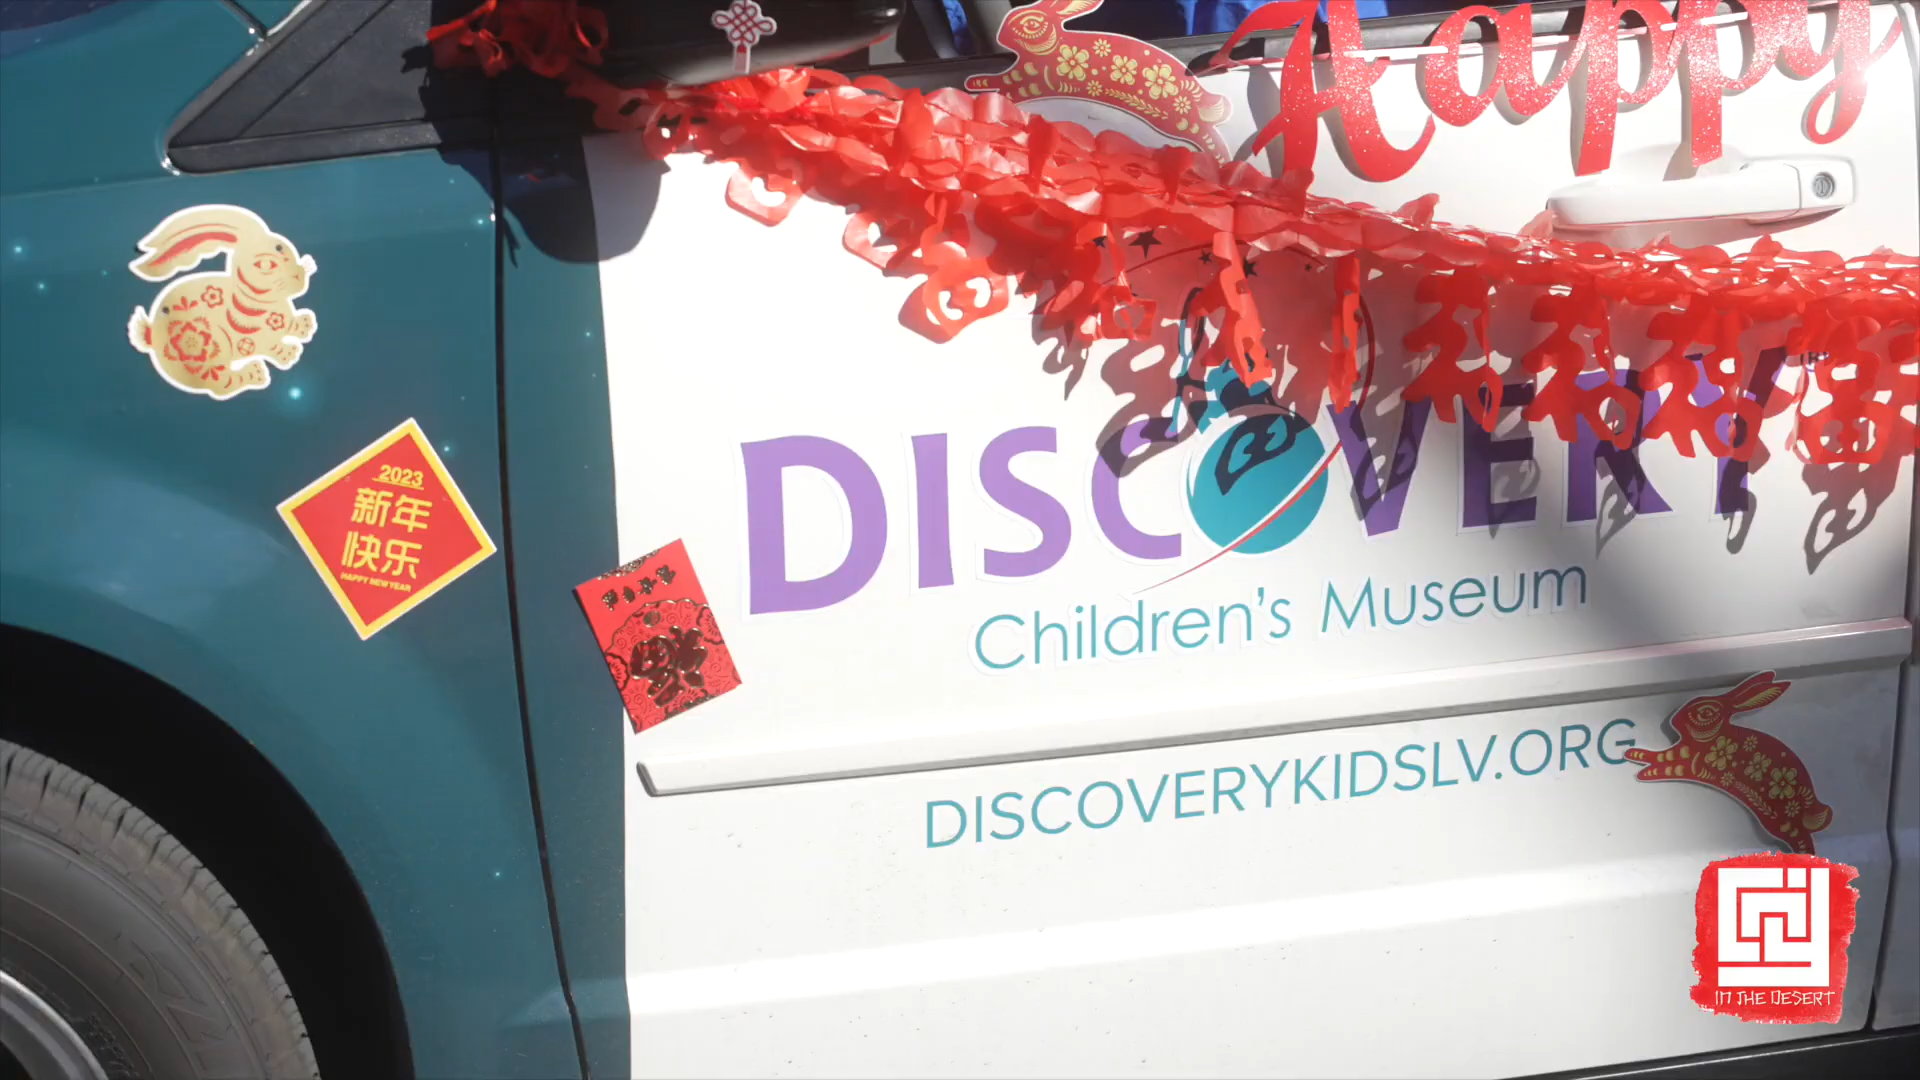 Happy
2023
新年
快乐
HAPPY NEW YEAR
DISCOVERY
Children's Museum
DISCOVERYKIDSLV.ORG
IN THE DESERT